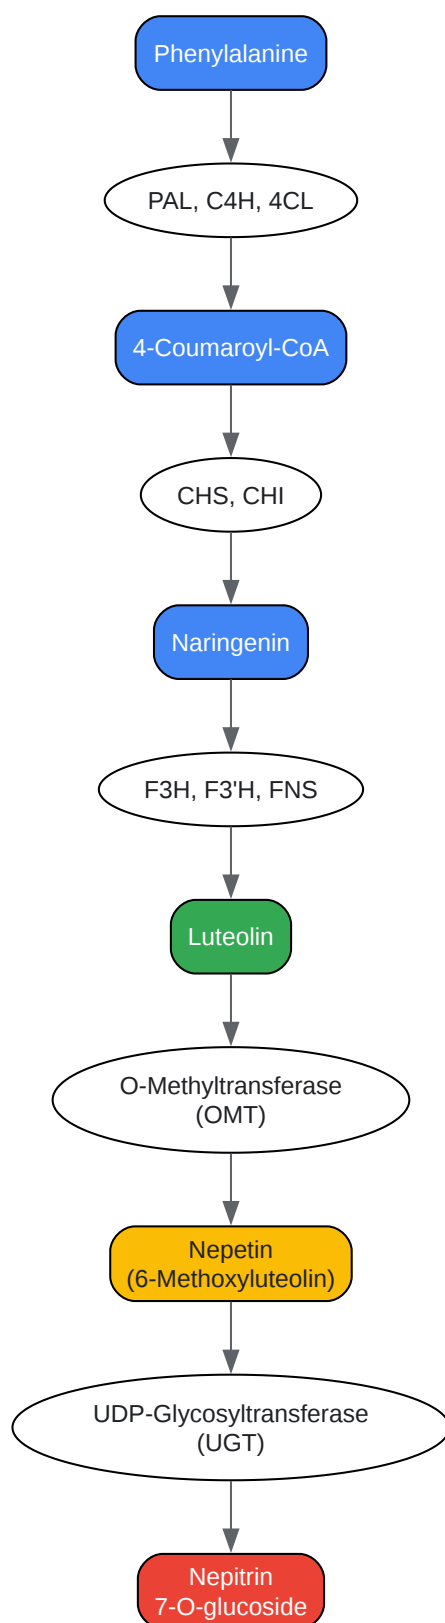 Phenylalanine
PAL, C4H, 4CL
4-Coumaroyl-CoA
CHS, CHI
Naringenin
F3H, F3'H, FNS
Luteolin
O-Methyltransferase
(OMT)
Nepetin
(6-Methoxyluteolin)
UDP-Glycosyltransferase
(UGT)
Nepitrin
7-O-glucoside